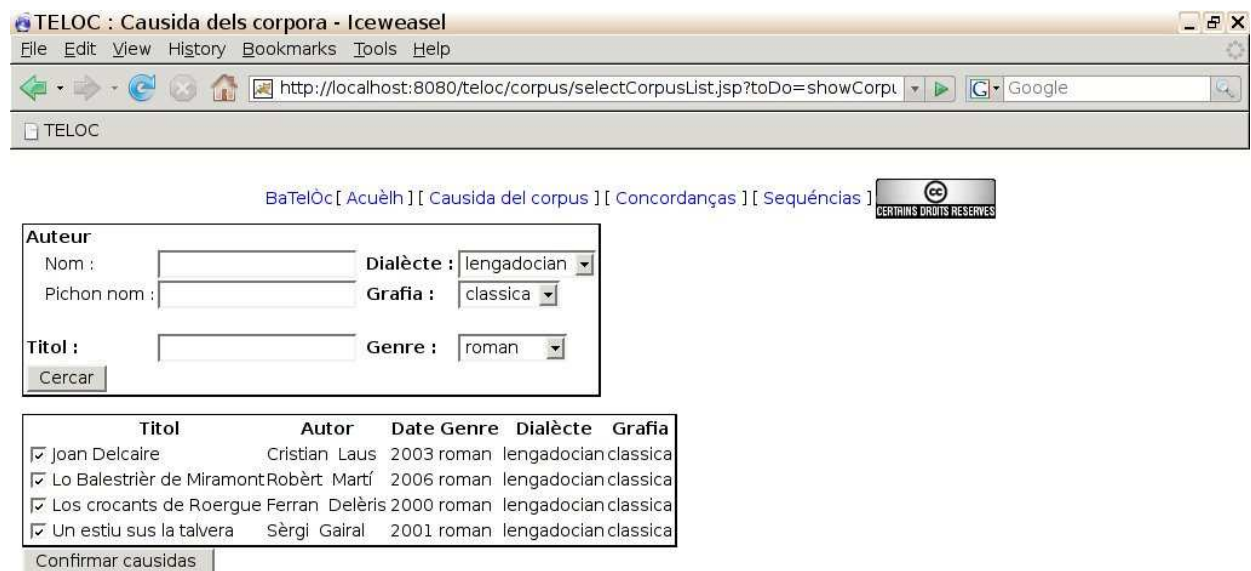 TELOC : Causida dels corpora - Iceweasel
File Edit View History Bookmarks Tools Help
http://localhost:8080/teloc/corpus/selectCorpusList.jsp?toDo=showCorpu G Google
TELOC
BaTelÒc [ Acuèlh ] [ Causida del corpus ] [ Concordanças ] [ Sequéncias ] cc
CERTAINS DROITS RESERVES
Auteur
Nom : Dialècte : lengadocian
Pichon nom : Grafia : classica
Titol : Genre : roman
Cercar
Titol Autor Date Genre Dialècte Grafia
Joan Delcaire Cristian Laus 2003 roman lengadocian classica
Lo Balestrièr de Miramont Robèrt Martí 2006 roman lengadocian classica
Los crocants de Roergue Ferran Delèris 2000 roman lengadocian classica
Un estiu sus la talvera Sèrgi Gairal 2001 roman lengadocian classica
Confirmar causidas